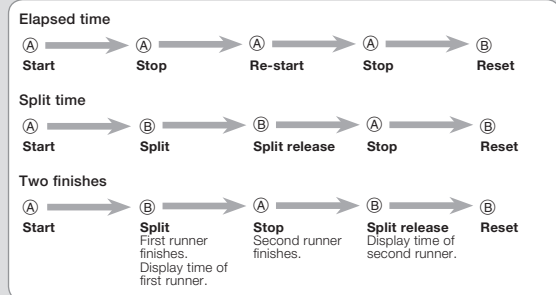 Elapsed time
Ⓐ Ⓐ Ⓐ Ⓐ Ⓑ
Start Stop Re-start Stop Reset
Split time
Ⓐ Ⓑ Ⓑ Ⓐ Ⓑ
Start Split Split release Stop Reset
Two finishes
Ⓐ Ⓑ Ⓐ Ⓑ Ⓑ
Start Split Stop Split release Reset
First runner Second runner Display time of
finishes. finishes. second runner.
Display time of
first runner.